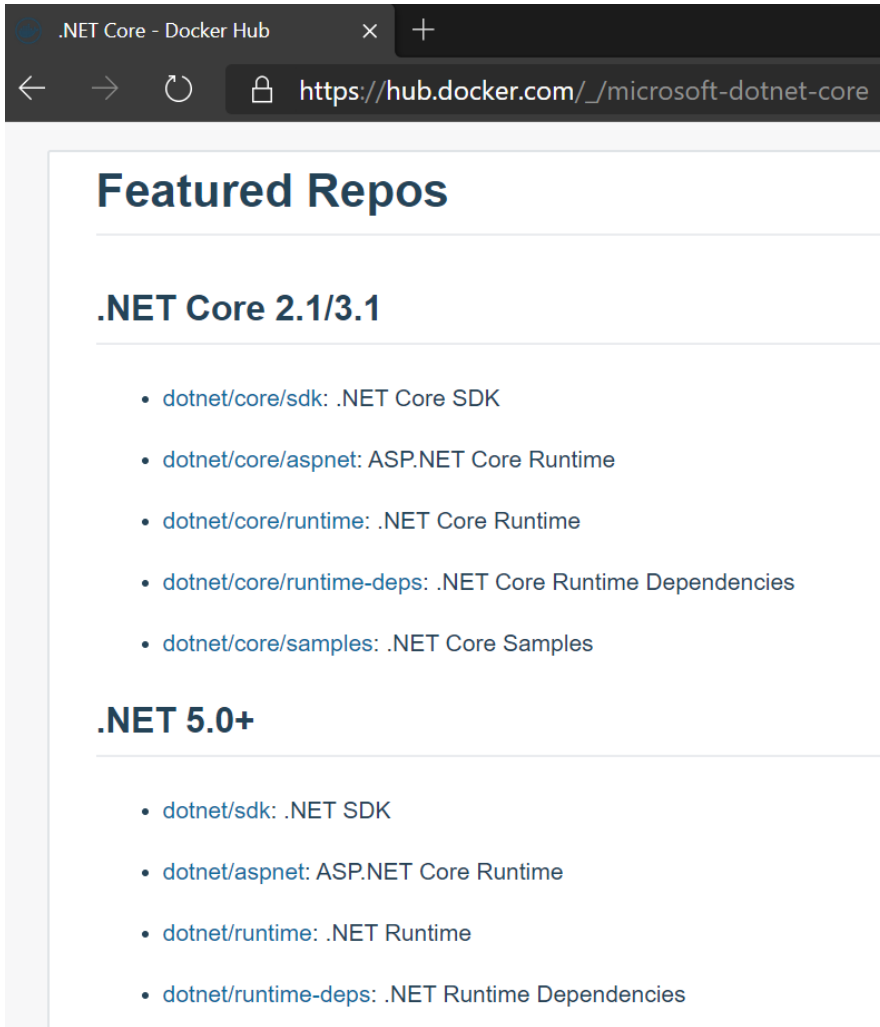 .NET Core - Docker Hub
https://hub.docker.com/_/microsoft-dotnet-core
Featured Repos
.NET Core 2.1/3.1
dotnet/core/sdk: .NET Core SDK
dotnet/core/aspnet: ASP.NET Core Runtime
dotnet/core/runtime: .NET Core Runtime
dotnet/core/runtime-deps: .NET Core Runtime Dependencies
dotnet/core/samples: .NET Core Samples
.NET 5.0+
dotnet/sdk: .NET SDK
dotnet/aspnet: ASP.NET Core Runtime
dotnet/runtime: .NET Runtime
dotnet/runtime-deps: .NET Runtime Dependencies